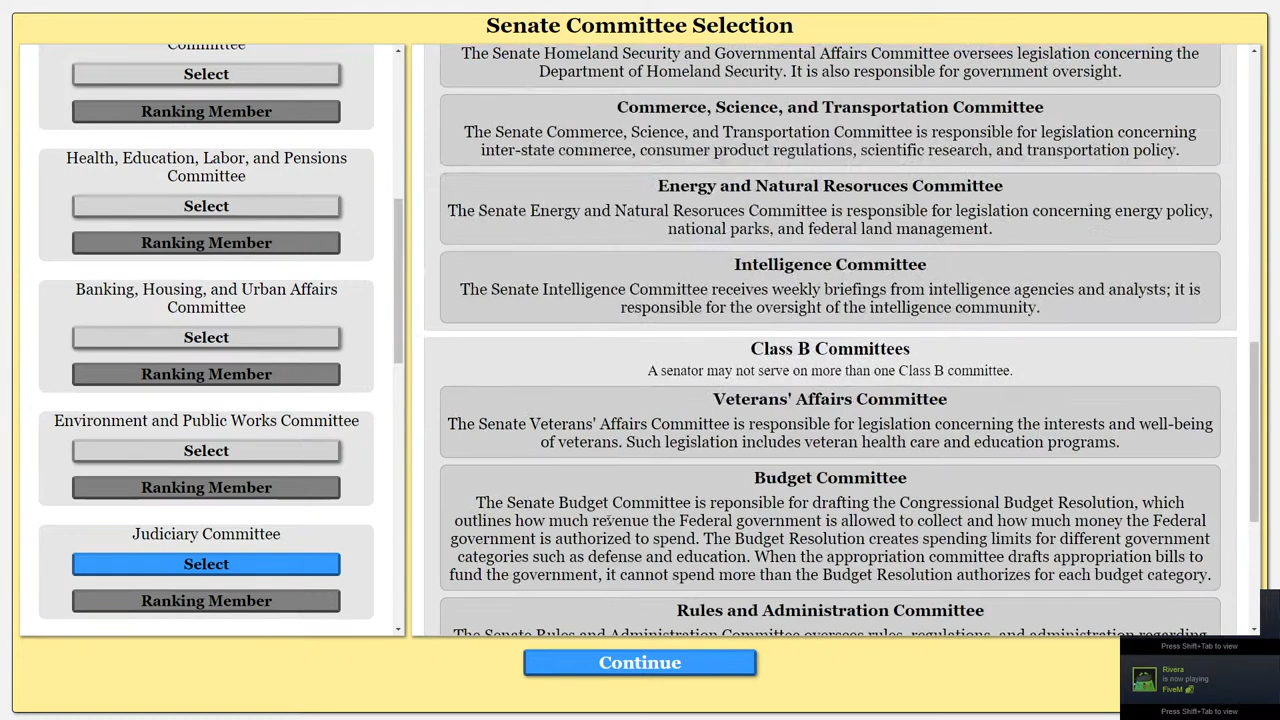 Senate Committee Selection
Committee
Select
Ranking Member
Health, Education, Labor, and Pensions
Committee
Select
Ranking Member
Banking, Housing, and Urban Affairs
Committee
Select
Ranking Member
Environment and Public Works Committee
Select
Ranking Member
Judiciary Committee
Select
Ranking Member
The Senate Homeland Security and Governmental Affairs Committee oversees legislation concerning the
Department of Homeland Security. It is also responsible for government oversight.
Commerce, Science, and Transportation Committee
The Senate Commerce, Science, and Transportation Committee is responsible for legislation concerning
inter-state commerce, consumer product regulations, scientific research, and transportation policy.
Energy and Natural Resoruces Committee
The Senate Energy and Natural Resoruces Committee is responsible for legislation concerning energy policy,
national parks, and federal land management.
Intelligence Committee
The Senate Intelligence Committee receives weekly briefings from intelligence agencies and analysts; it is
responsible for the oversight of the intelligence community.
Class B Committees
A senator may not serve on more than one Class B committee.
Veterans' Affairs Committee
The Senate Veterans' Affairs Committee is responsible for legislation concerning the interests and well-being
of veterans. Such legislation includes veteran health care and education programs.
Budget Committee
The Senate Budget Committee is reponsible for drafting the Congressional Budget Resolution, which
outlines how much revenue the Federal government is allowed to collect and how much money the Federal
government is authorized to spend. The Budget Resolution creates spending limits for different government
categories such as defense and education. When the appropriation committee drafts appropriation bills to
fund the government, it cannot spend more than the Budget Resolution authorizes for each budget category.
Rules and Administration Committee
The Senate Rules and Administration Committee oversees rules, regulations, and administration regarding
Continue
Press Shift+Tab to view
Rivera
is now playing
FiveM
Press Shift+Tab to view